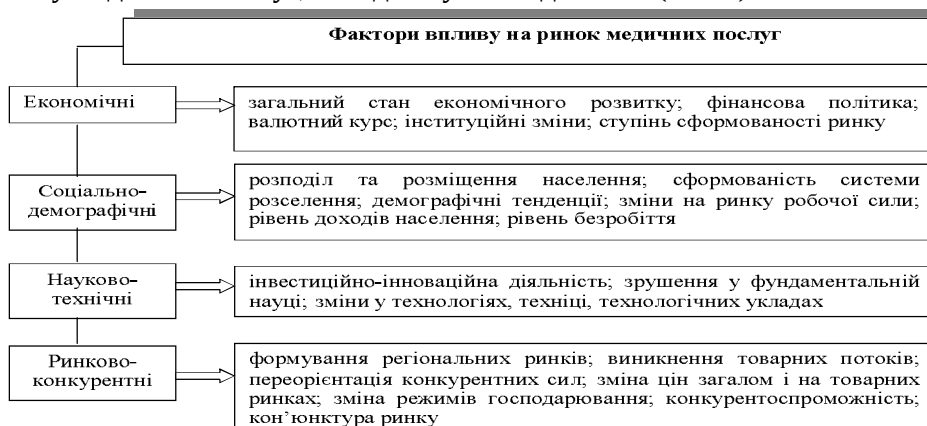 Фактори впливу на ринок медичних послуг
Економічні
загальний стан економічного розвитку; фінансова політика;
валютний курс; інституційні зміни; ступінь сформованості ринку
Соціально-
демографічні
розподіл та розміщення населення; сформованість системи
розселення; демографічні тенденції; зміни на ринку робочої сили;
рівень доходів населення; рівень безробіття
Науково-
технічні
інвестиційно-інноваційна діяльність; зрушення у фундаментальній
науці; зміни у технологіях, техніці, технологічних укладах
Ринково-
конкурентні
формування регіональних ринків; виникнення товарних потоків;
переорієнтація конкурентних сил; зміна цін загалом і на товарних
ринках; зміна режимів господарювання; конкурентоспроможність;
кон’юнктура ринку